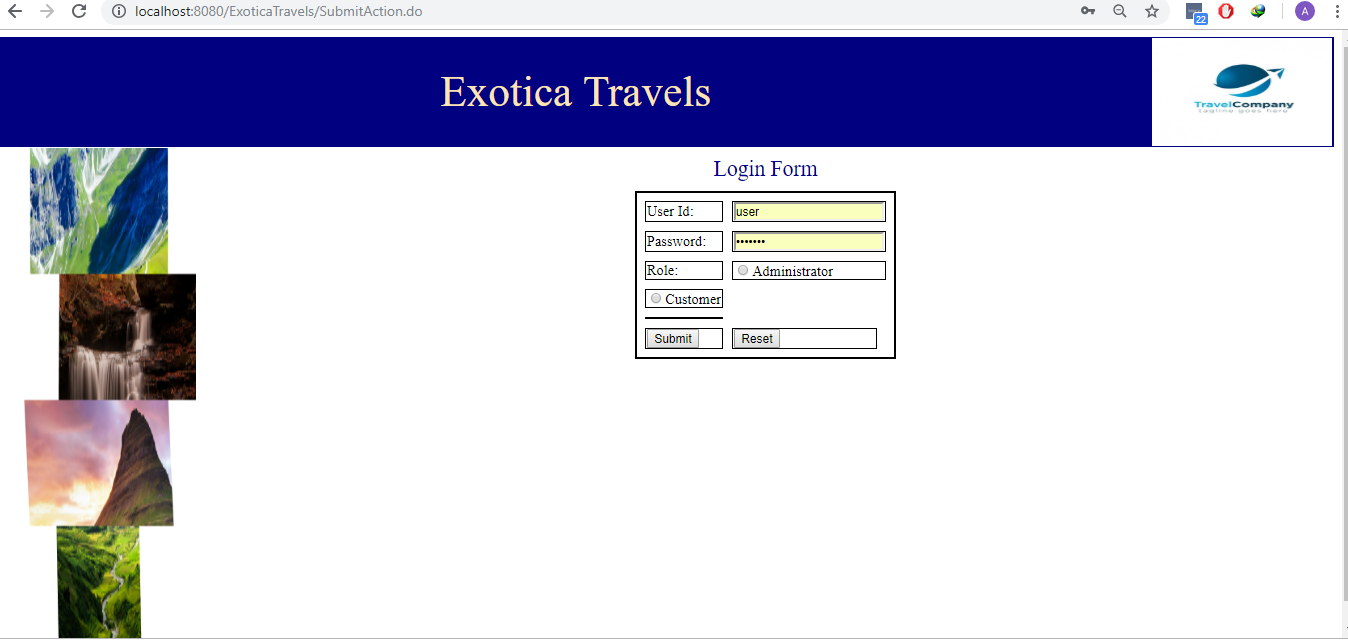 localhost:8080/ExoticaTravels/SubmitAction.do
22
A
Exotica Travels
TravelCompany
tagline goes here
Login Form
User Id: user
Password: •••••••
Role: Administrator
Customer
Submit Reset